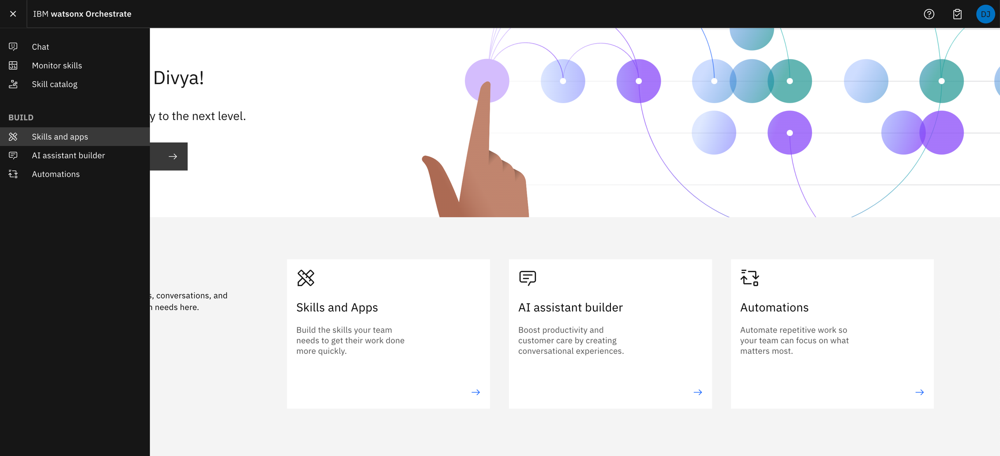 IBM watsonx Orchestrate
DJ
Chat
Monitor skills
Skill catalog
BUILD
Skills and apps
AI assistant builder
Automations
Divya!
to the next level.
conversations, and
needs here.
Skills and Apps
Build the skills your team
needs to get their work done
more quickly.
AI assistant builder
Boost productivity and
customer care by creating
conversational experiences.
Automations
Automate repetitive work so
your team can focus on what
matters most.